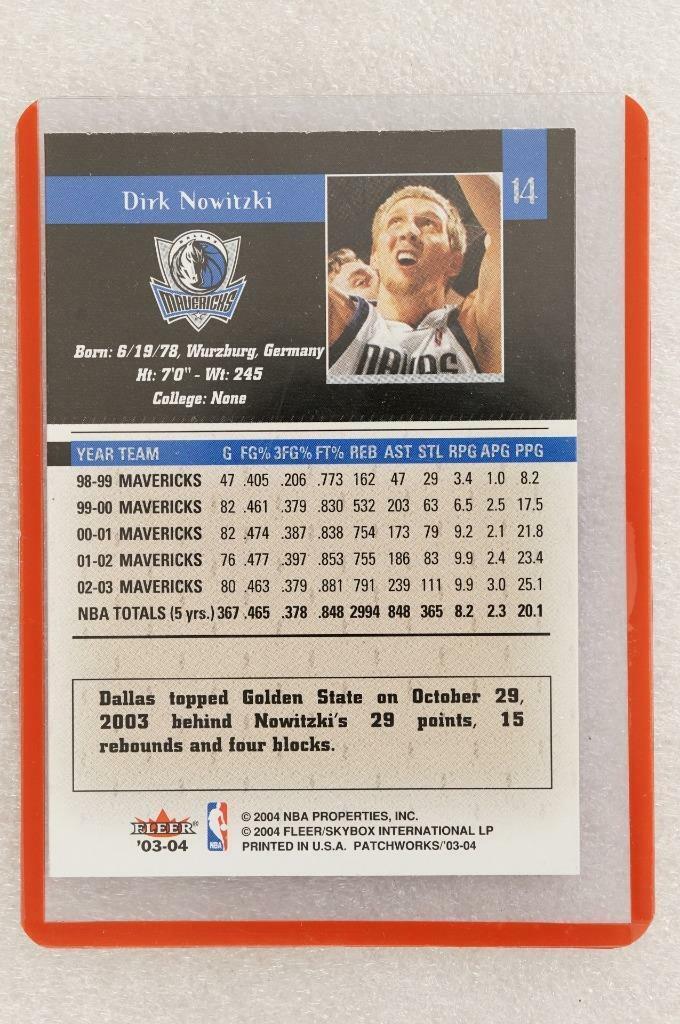 14
Dirk Nowitzki
DALLAS
MAVERICKS
DALLAS
Born: 6/19/78, Wurzburg, Germany
Ht: 7'0" - Wt: 245
College: None
YEAR TEAM G FG% 3FG% FT% REB AST STL RPG APG PPG
98-99 MAVERICKS 47 .405 .206 .773 162 47 29 3.4 1.0 8.2
99-00 MAVERICKS 82 .461 .379 .830 532 203 63 6.5 2.5 17.5
00-01 MAVERICKS 82 .474 .387 .838 754 173 79 9.2 2.1 21.8
01-02 MAVERICKS 76 .477 .397 .853 755 186 83 9.9 2.4 23.4
02-03 MAVERICKS 80 .463 .379 .881 791 239 111 9.9 3.0 25.1
NBA TOTALS (5 yrs.) 367 .465 .378 .848 2994 848 365 8.2 2.3 20.1
Dallas topped Golden State on October 29,
2003 behind Nowitzki's 29 points, 15
rebounds and four blocks.
FLEER®
'03-04
NBA
© 2004 NBA PROPERTIES, INC.
© 2004 FLEER/SKYBOX INTERNATIONAL LP
PRINTED IN U.S.A. PATCHWORKS/'03-04